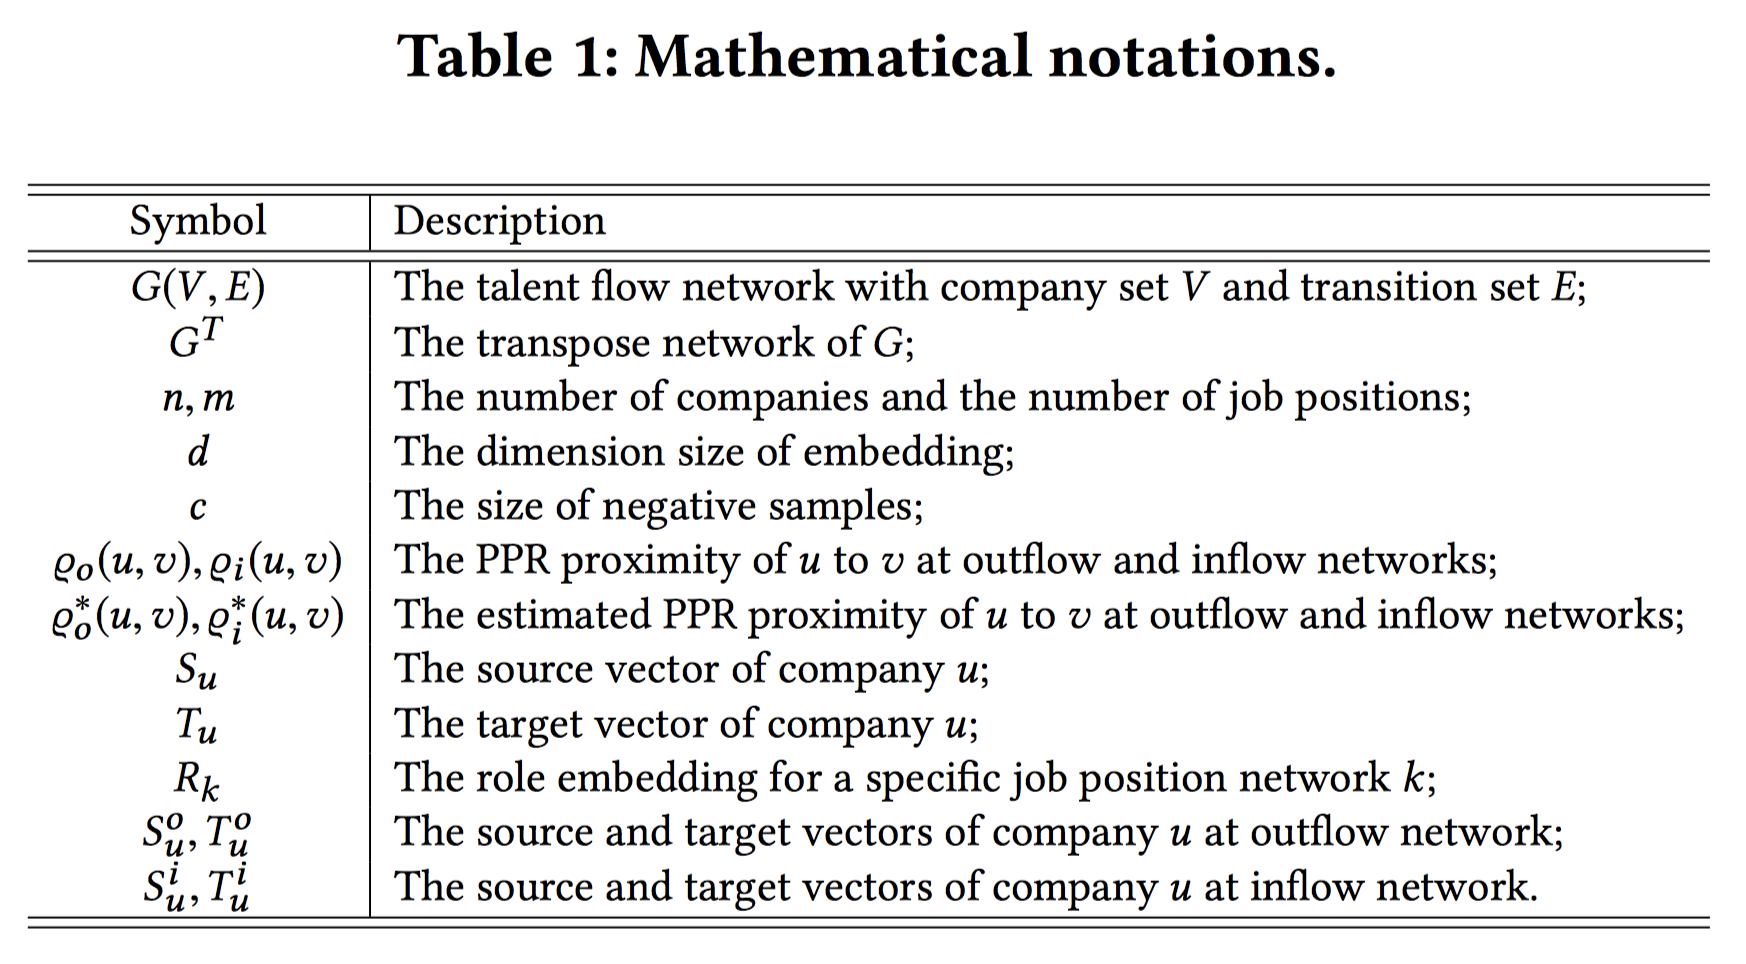 Table 1: Mathematical notations.
Symbol Description
G(V, E) The talent flow network with company set V and transition set E;
G^T The transpose network of G;
n, m The number of companies and the number of job positions;
d The dimension size of embedding;
c The size of negative samples;
ϱ_o(u, v), ϱ_i(u, v) The PPR proximity of u to v at outflow and inflow networks;
ϱ_o^*(u, v), ϱ_i^*(u, v) The estimated PPR proximity of u to v at outflow and inflow networks;
S_u The source vector of company u;
T_u The target vector of company u;
R_k The role embedding for a specific job position network k;
S_u^o, T_u^o The source and target vectors of company u at outflow network;
S_u^i, T_u^i The source and target vectors of company u at inflow network.